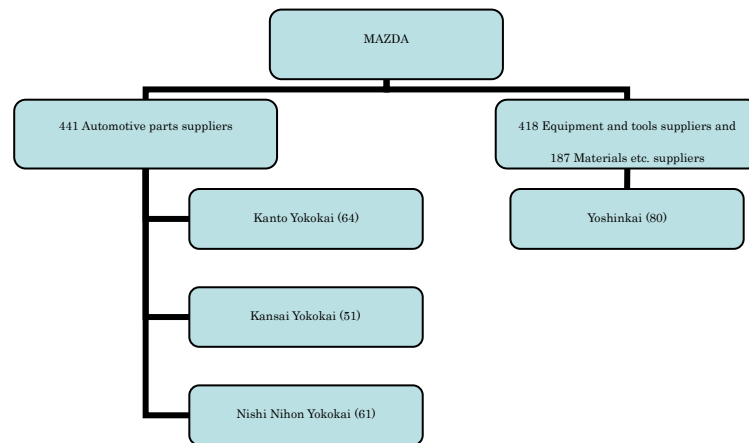 MAZDA
441 Automotive parts suppliers
418 Equipment and tools suppliers and
187 Materials etc. suppliers
Kanto Yokokai (64)
Yoshinkai (80)
Kansai Yokokai (51)
Nishi Nihon Yokokai (61)